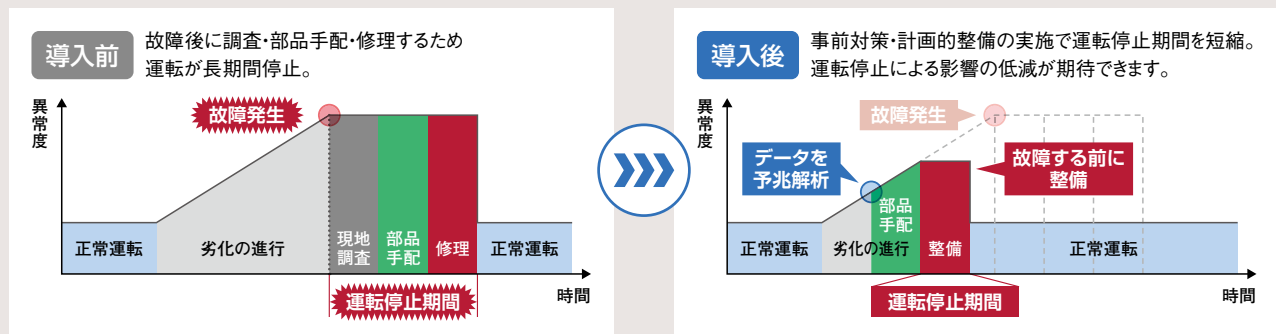 導入前
故障後に調査・部品手配・修理するため
運転が長期間停止。
異常度
故障発生
正常運転
劣化の進行
現地
調査
部品
手配
修理
正常運転
時間
運転停止期間
導入後
事前対策・計画的整備の実施で運転停止期間を短縮。
運転停止による影響の低減が期待できます。
異常度
故障発生
データを
予兆解析
故障する前に
整備
部品
手配
正常運転
劣化の進行
整備
正常運転
時間
運転停止期間